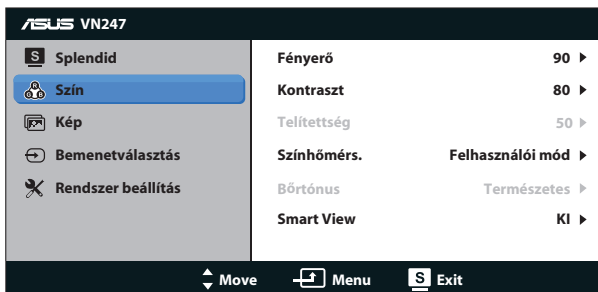 ASUS VN247
S Splendid
Szín
Kép
Bemenetválasztás
Rendszer beállítás
Fényerő 90
Kontraszt 80
Telítettség 50
Színhőmérs. Felhasználói mód
Bőrtónus Természetes
Smart View KI
Move Menu S Exit